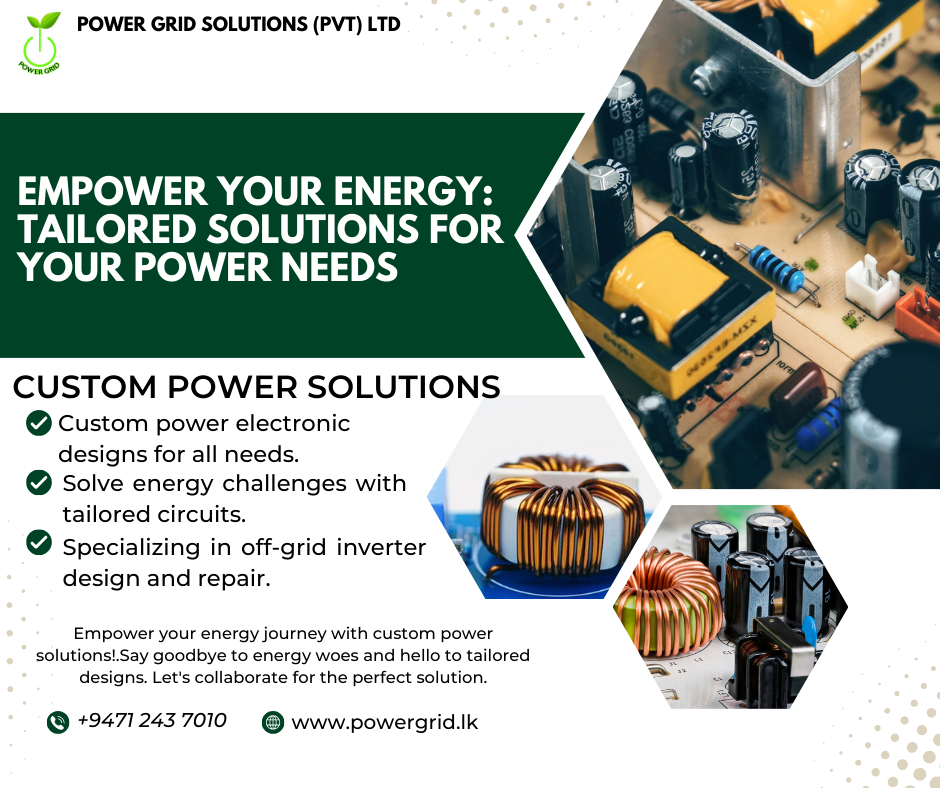 POWER GRID SOLUTIONS (PVT) LTD
POWER GRID
EMPOWER YOUR ENERGY:
TAILORED SOLUTIONS FOR
YOUR POWER NEEDS
CUSTOM POWER SOLUTIONS
Custom power electronic
designs for all needs.
Solve energy challenges with
tailored circuits.
Specializing in off-grid inverter
design and repair.
Empower your energy journey with custom power
solutions!.Say goodbye to energy woes and hello to tailored
designs. Let's collaborate for the perfect solution.
+9471 243 7010
www.powergrid.lk